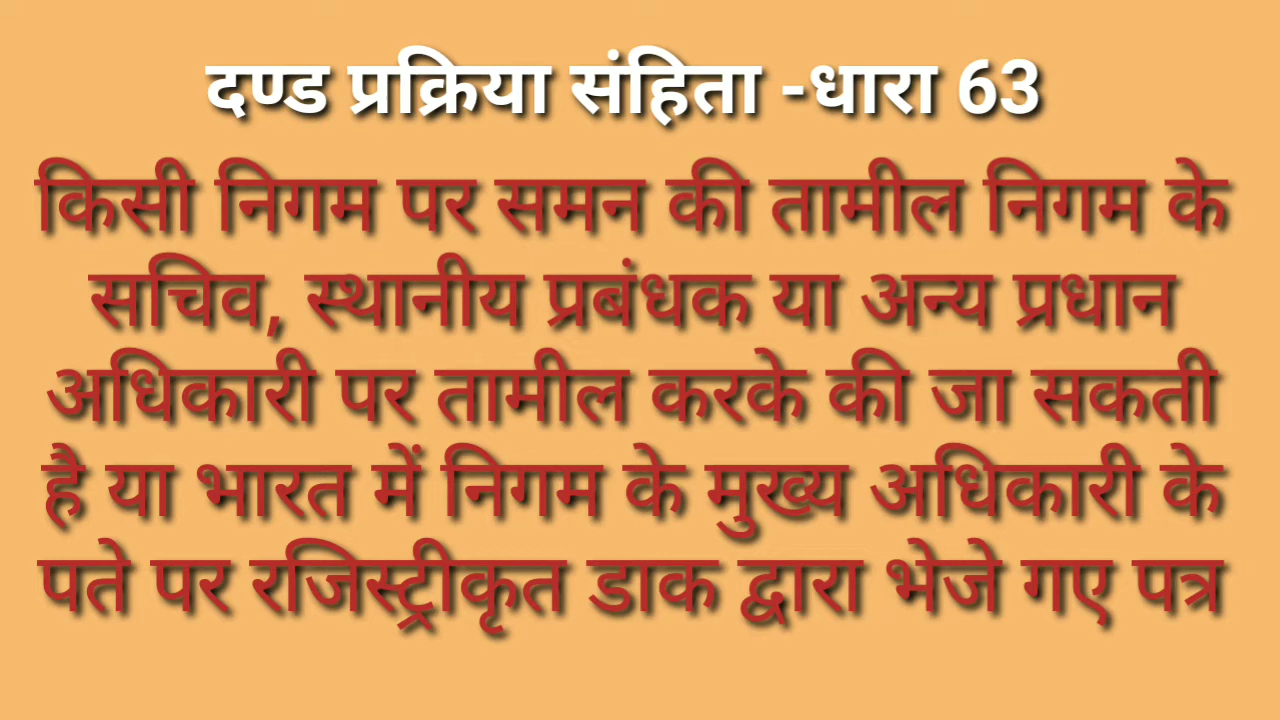 दण्ड प्रक्रिया संहिता -धारा 63
किसी निगम पर समन की तामील निगम के
सचिव, स्थानीय प्रबंधक या अन्य प्रधान
अधिकारी पर तामील करके की जा सकती
है या भारत में निगम के मुख्य अधिकारी के
पते पर रजिस्ट्रीकृत डाक द्वारा भेजे गए पत्र